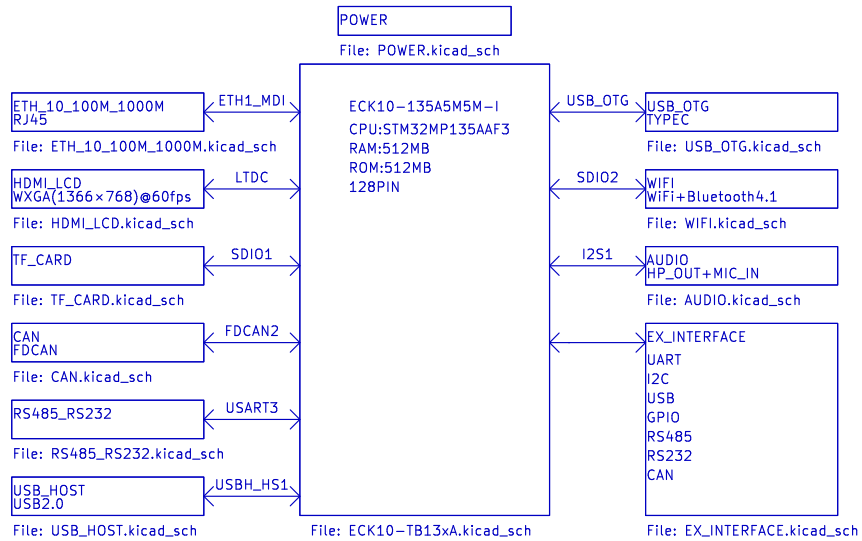 POWER
File: POWER.kicad_sch
ETH_10_100M_1000M
RJ45
File: ETH_10_100M_1000M.kicad_sch
ETH1_MDI
HDMI_LCD
WXGA(1366×768)@60fps
File: HDMI_LCD.kicad_sch
LTDC
TF_CARD
File: TF_CARD.kicad_sch
SDIO1
CAN
FDCAN
File: CAN.kicad_sch
FDCAN2
RS485_RS232
File: RS485_RS232.kicad_sch
USART3
USB_HOST
USB2.0
File: USB_HOST.kicad_sch
USBH_HS1
ECK10-135A5M5M-I
CPU:STM32MP135AAF3
RAM:512MB
ROM:512MB
128PIN
File: ECK10-TB13xA.kicad_sch
USB_OTG
USB_OTG
TYPEC
File: USB_OTG.kicad_sch
SDIO2
WIFI
WiFi+Bluetooth4.1
File: WIFI.kicad_sch
I2S1
AUDIO
HP_OUT+MIC_IN
File: AUDIO.kicad_sch
EX_INTERFACE
UART
I2C
USB
GPIO
RS485
RS232
CAN
File: EX_INTERFACE.kicad_sch